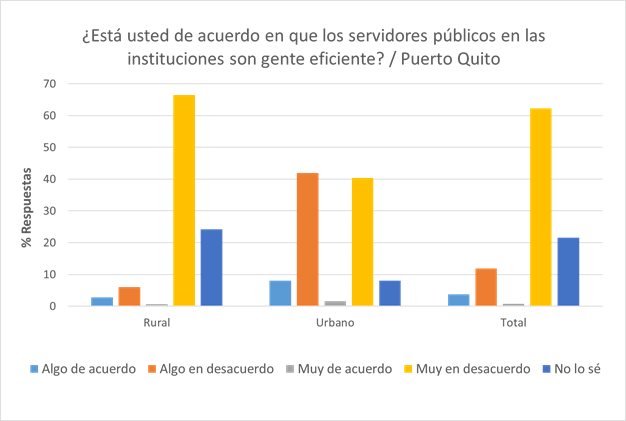 ¿Está usted de acuerdo en que los servidores públicos en las
instituciones son gente eficiente? / Puerto Quito
70
60
50
40
30
20
10
0
% Respuestas
Rural Urbano Total
Algo de acuerdo Algo en desacuerdo Muy de acuerdo Muy en desacuerdo No lo sé